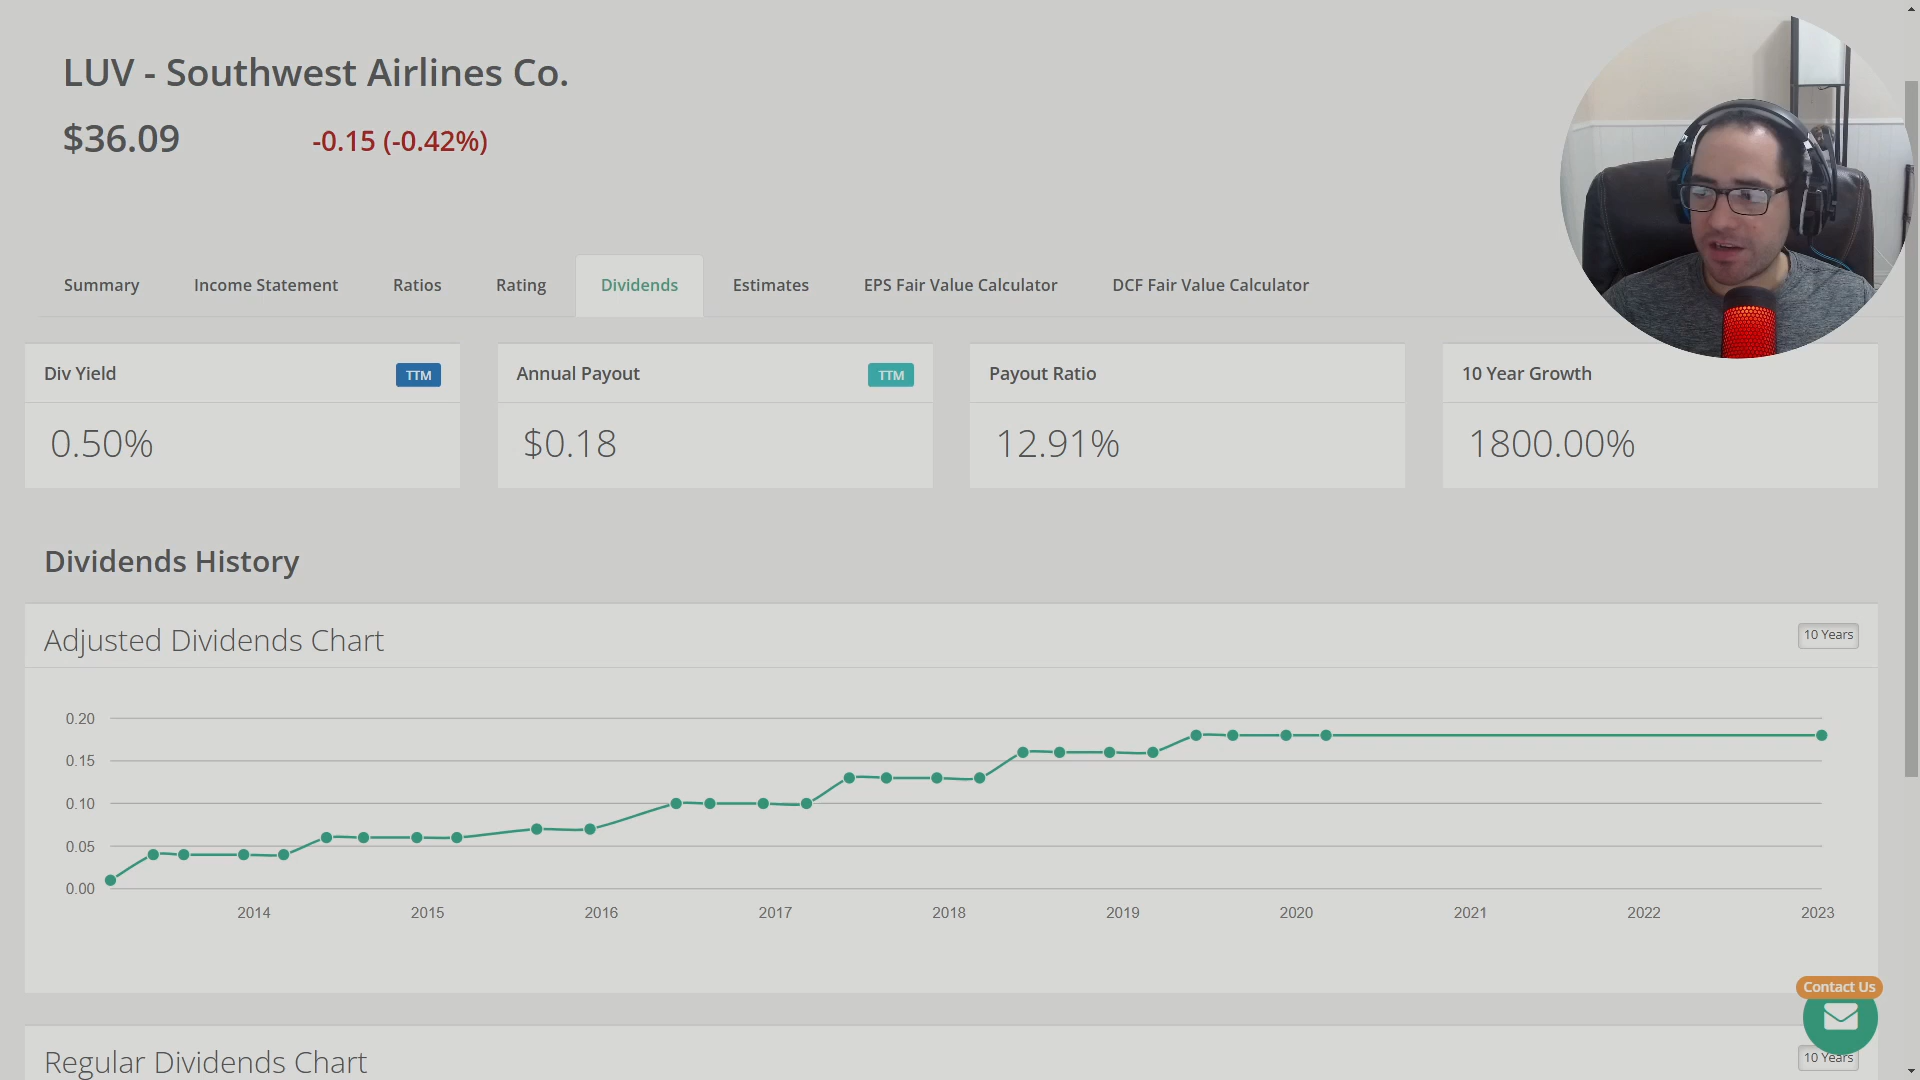 LUV - Southwest Airlines Co.
$36.09 -0.15 (-0.42%)
Summary Income Statement Ratios Rating Dividends Estimates EPS Fair Value Calculator DCF Fair Value Calculator
Div Yield TTM
0.50%
Annual Payout TTM
$0.18
Payout Ratio
12.91%
10 Year Growth
1800.00%
Dividends History
Adjusted Dividends Chart 10 Years
0.20
0.15
0.10
0.05
0.00
2014 2015 2016 2017 2018 2019 2020 2021 2022 2023
Contact Us
Regular Dividends Chart 10 Years